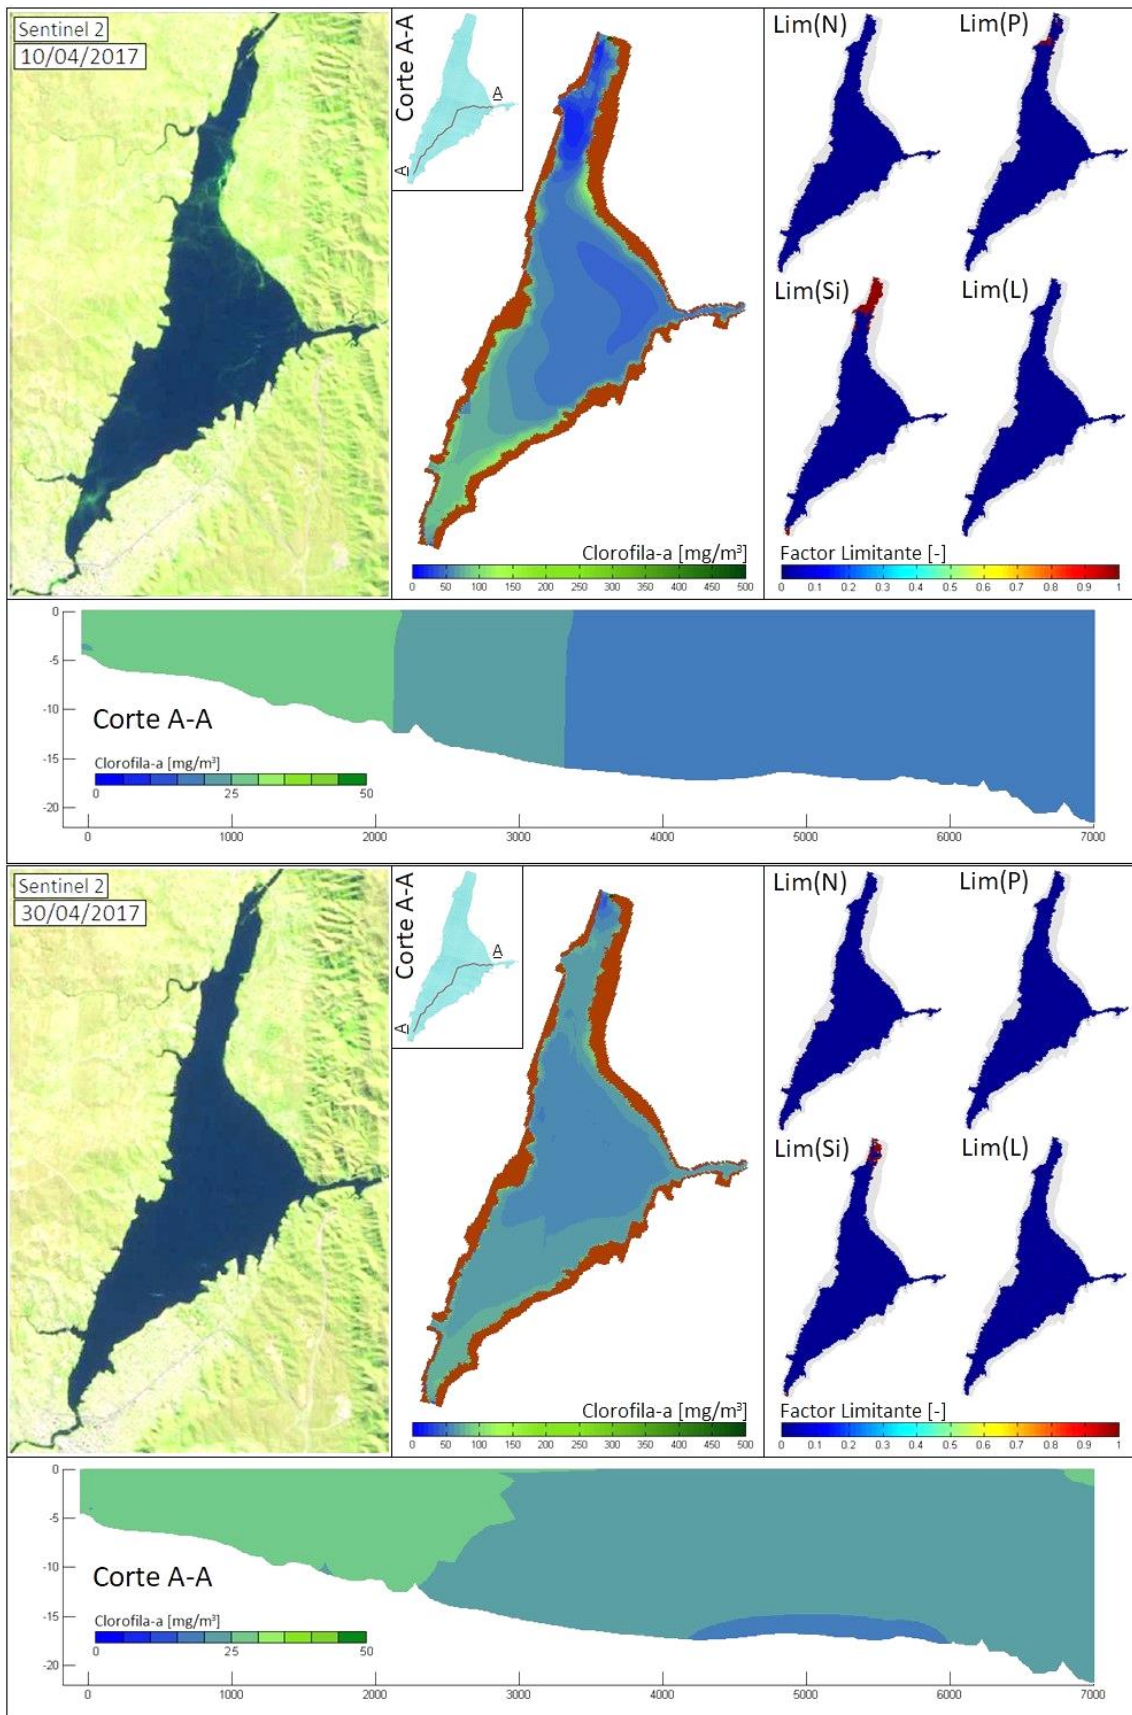 Sentinel 2
10/04/2017
Corte A-A
A
A
Clorofila-a [mg/m³]
0 50 100 150 200 250 300 350 400 450 500
Lim(N)
Lim(P)
Lim(Si)
Lim(L)
Factor Limitante [-]
0 0.1 0.2 0.3 0.4 0.5 0.6 0.7 0.8 0.9 1
0
-5
-10
-15
-20
Corte A-A
Clorofila-a [mg/m³]
0 25 50
0 1000 2000 3000 4000 5000 6000 7000
Sentinel 2
30/04/2017
Corte A-A
A
A
Clorofila-a [mg/m³]
0 50 100 150 200 250 300 350 400 450 500
Lim(N)
Lim(P)
Lim(Si)
Lim(L)
Factor Limitante [-]
0 0.1 0.2 0.3 0.4 0.5 0.6 0.7 0.8 0.9 1
0
-5
-10
-15
-20
Corte A-A
Clorofila-a [mg/m³]
0 25 50
0 1000 2000 3000 4000 5000 6000 7000